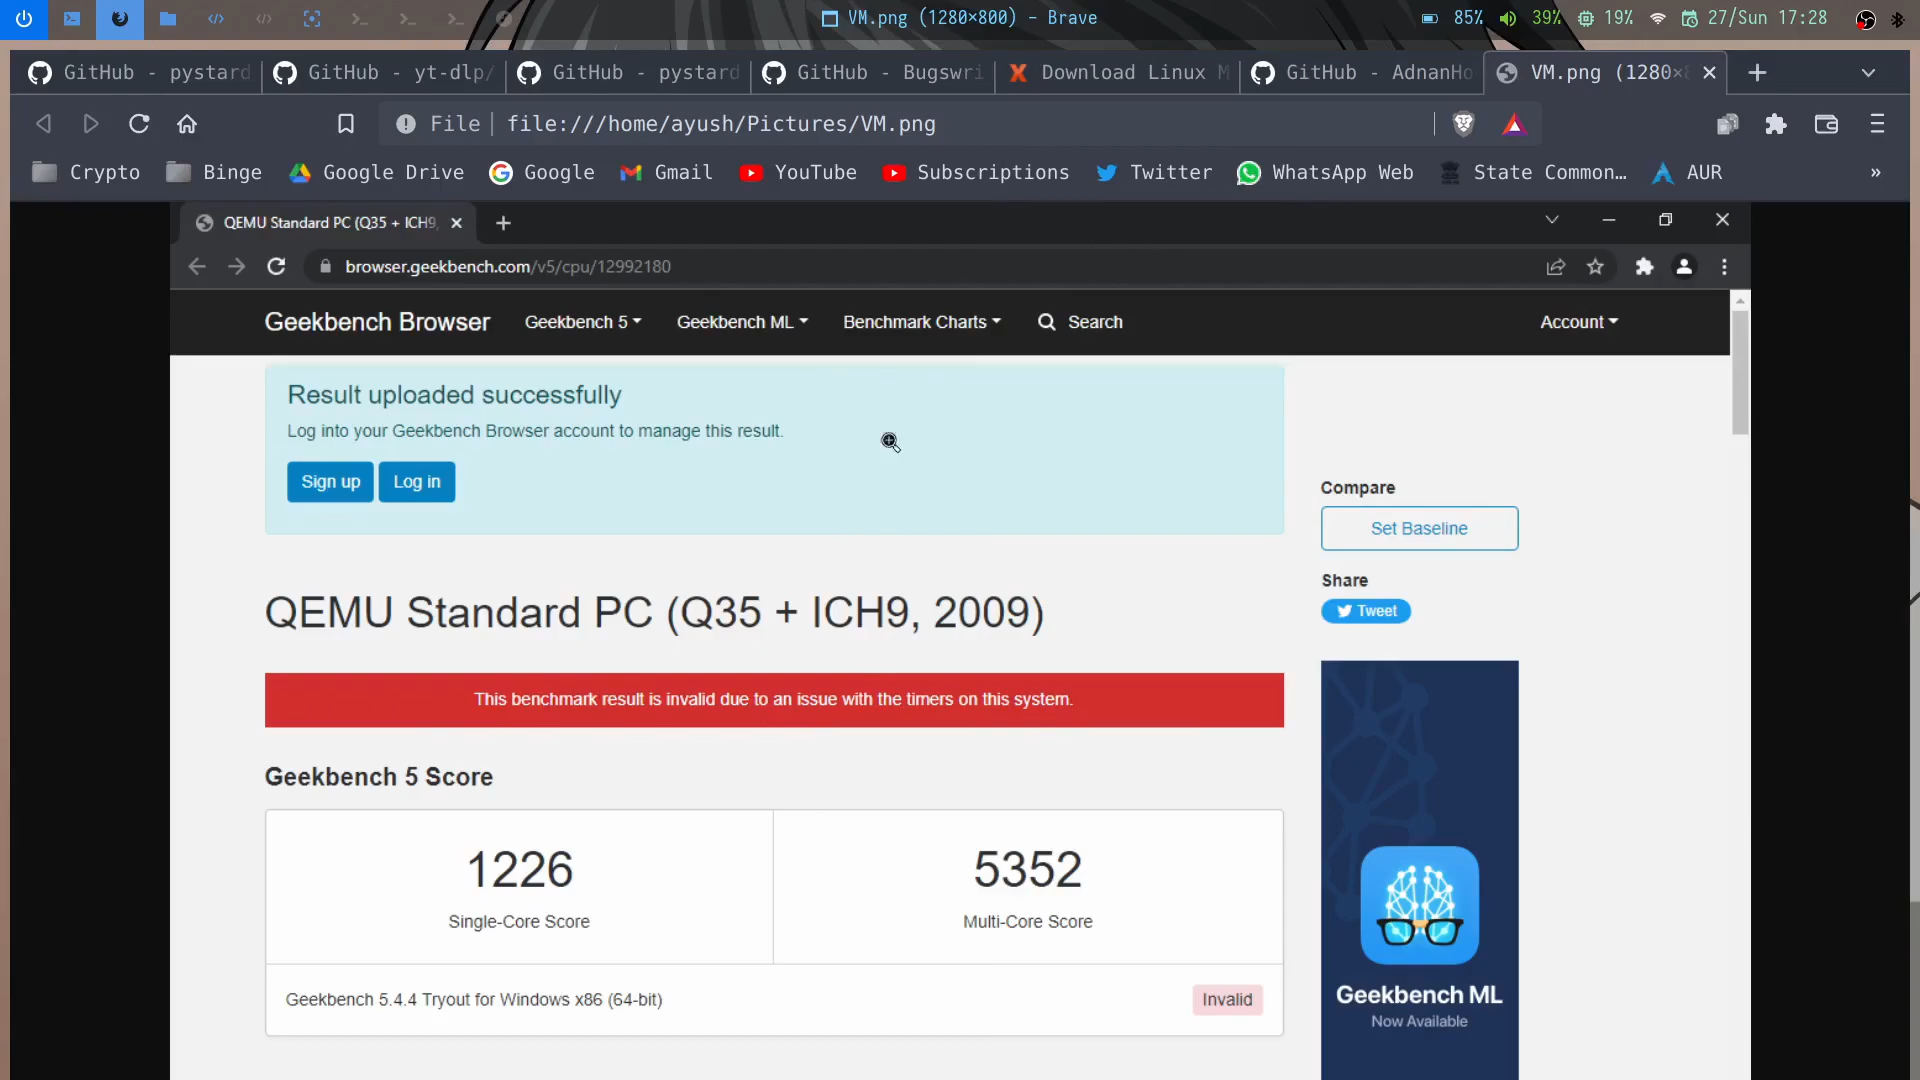 VM.png (1280×800) – Brave
85% 39% 19% 27/Sun 17:28
GitHub - pystard
GitHub - yt-dlp/
GitHub - pystard
GitHub - Bugswri
Download Linux M
GitHub - AdnanHo
VM.png (1280×8
File file:///home/ayush/Pictures/VM.png
Crypto Binge Google Drive Google Gmail YouTube Subscriptions Twitter WhatsApp Web State Common… AUR »
QEMU Standard PC (Q35 + ICH9,
browser.geekbench.com/v5/cpu/12992180
Geekbench Browser Geekbench 5 Geekbench ML Benchmark Charts Search Account
Result uploaded successfully
Log into your Geekbench Browser account to manage this result.
Sign up Log in
Compare
Set Baseline
Share
Tweet
QEMU Standard PC (Q35 + ICH9, 2009)
This benchmark result is invalid due to an issue with the timers on this system.
Geekbench 5 Score
1226 5352
Single-Core Score Multi-Core Score
Geekbench 5.4.4 Tryout for Windows x86 (64-bit) Invalid
Geekbench ML
Now Available